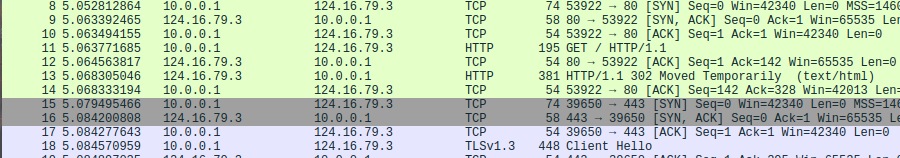 8 5.052812864 10.0.0.1 124.16.79.3 TCP 74 53922 → 80 [SYN] Seq=0 Win=42340 Len=0 MSS=1460
9 5.063392465 124.16.79.3 10.0.0.1 TCP 58 80 → 53922 [SYN, ACK] Seq=0 Ack=1 Win=65535
10 5.063494155 10.0.0.1 124.16.79.3 TCP 54 53922 → 80 [ACK] Seq=1 Ack=1 Win=42340 Len=0
11 5.063771685 10.0.0.1 124.16.79.3 HTTP 195 GET / HTTP/1.1
12 5.064563817 124.16.79.3 10.0.0.1 TCP 54 80 → 53922 [ACK] Seq=1 Ack=142 Win=65535 Len=0
13 5.068305046 124.16.79.3 10.0.0.1 HTTP 381 HTTP/1.1 302 Moved Temporarily (text/html)
14 5.068333194 10.0.0.1 124.16.79.3 TCP 54 53922 → 80 [ACK] Seq=142 Ack=328 Win=42013 Len=
15 5.079495466 10.0.0.1 124.16.79.3 TCP 74 39650 → 443 [SYN] Seq=0 Win=42340 Len=0 MSS=146
16 5.084200808 124.16.79.3 10.0.0.1 TCP 58 443 → 39650 [SYN, ACK] Seq=0 Ack=1 Win=65535
17 5.084277643 10.0.0.1 124.16.79.3 TCP 54 39650 → 443 [ACK] Seq=1 Ack=1 Win=42340 Len=0
18 5.084570959 10.0.0.1 124.16.79.3 TLSv1.3 448 Client Hello